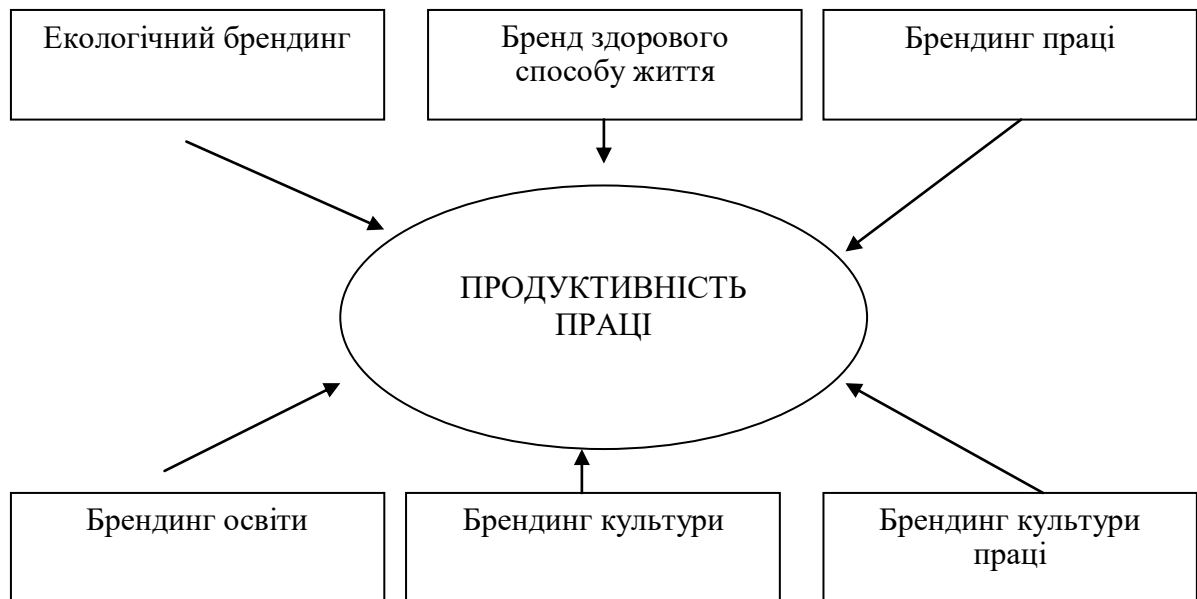 Екологічний брендинг
Бренд здорового
способу життя
Брендинг праці
ПРОДУКТИВНІСТЬ
ПРАЦІ
Брендинг освіти
Брендинг культури
Брендинг культури
праці